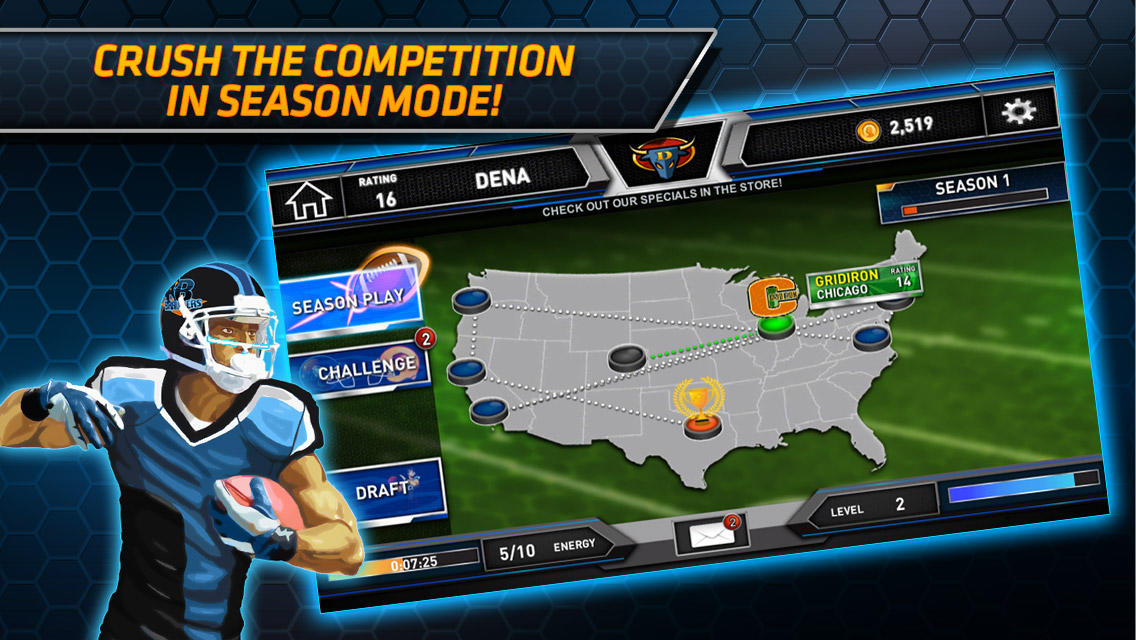 CRUSH THE COMPETITION
IN SEASON MODE!
RATING
16
DENA
D
2,519
CHECK OUT OUR SPECIALS IN THE STORE!
SEASON 1
SEASON PLAY
2
CHALLENGE
DRAFT
C
GRIDIRON
CHICAGO
RATING
14
0:07:25
5/10 ENERGY
2
LEVEL 2
B